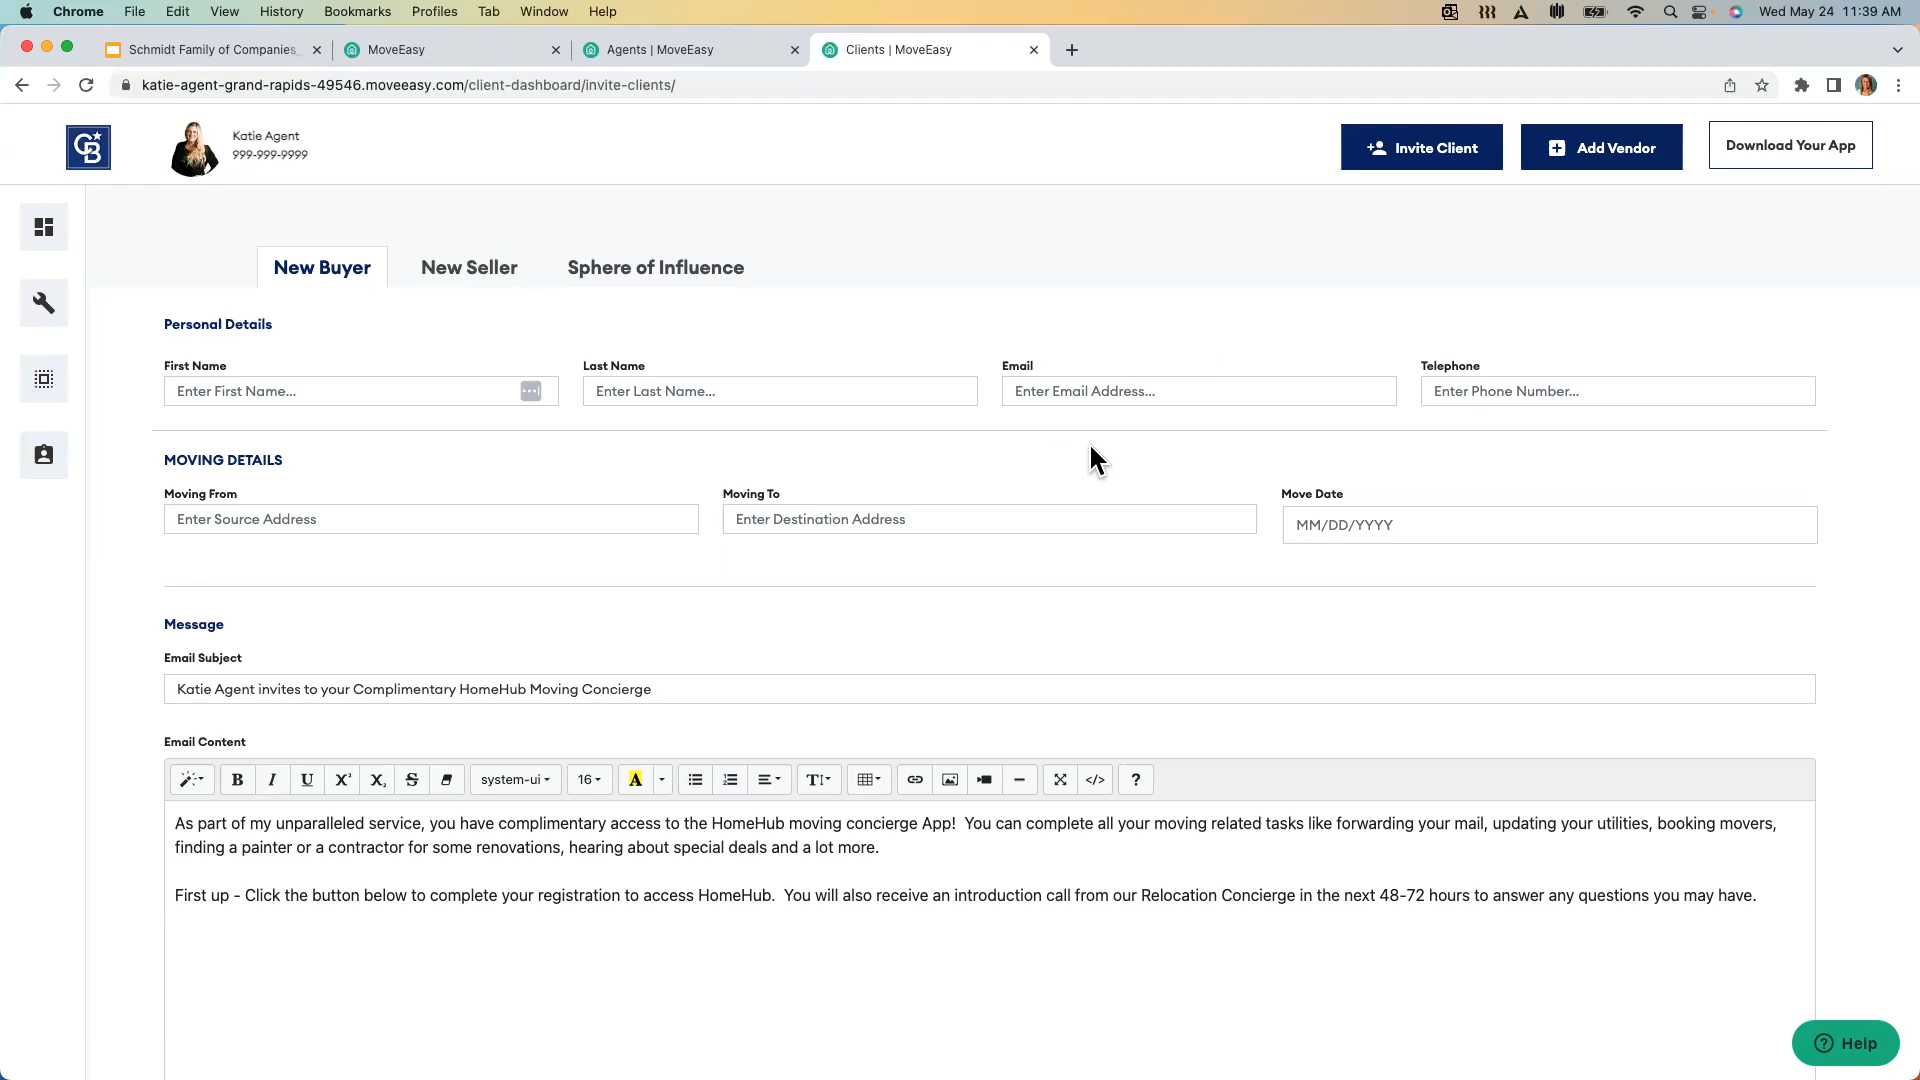 Chrome File Edit View History Bookmarks Profiles Tab Window Help Wed May 24 11:39 AM
Schmidt Family of Companies MoveEasy Agents | MoveEasy Clients | MoveEasy
katie-agent-grand-rapids-49546.moveeasy.com/client-dashboard/invite-clients/
CB
Katie Agent
999-999-9999
Invite Client Add Vendor Download Your App
New Buyer New Seller Sphere of Influence
Personal Details
First Name Last Name Email Telephone
Enter First Name... Enter Last Name... Enter Email Address... Enter Phone Number...
MOVING DETAILS
Moving From Moving To Move Date
Enter Source Address Enter Destination Address MM/DD/YYYY
Message
Email Subject
Katie Agent invites to your Complimentary HomeHub Moving Concierge
Email Content
B I U X² X₂ S system-ui 16 A T </> ?
As part of my unparalleled service, you have complimentary access to the HomeHub moving concierge App! You can complete all your moving related tasks like forwarding your mail, updating your utilities, booking movers,
finding a painter or a contractor for some renovations, hearing about special deals and a lot more.
First up - Click the button below to complete your registration to access HomeHub. You will also receive an introduction call from our Relocation Concierge in the next 48-72 hours to answer any questions you may have.
? Help